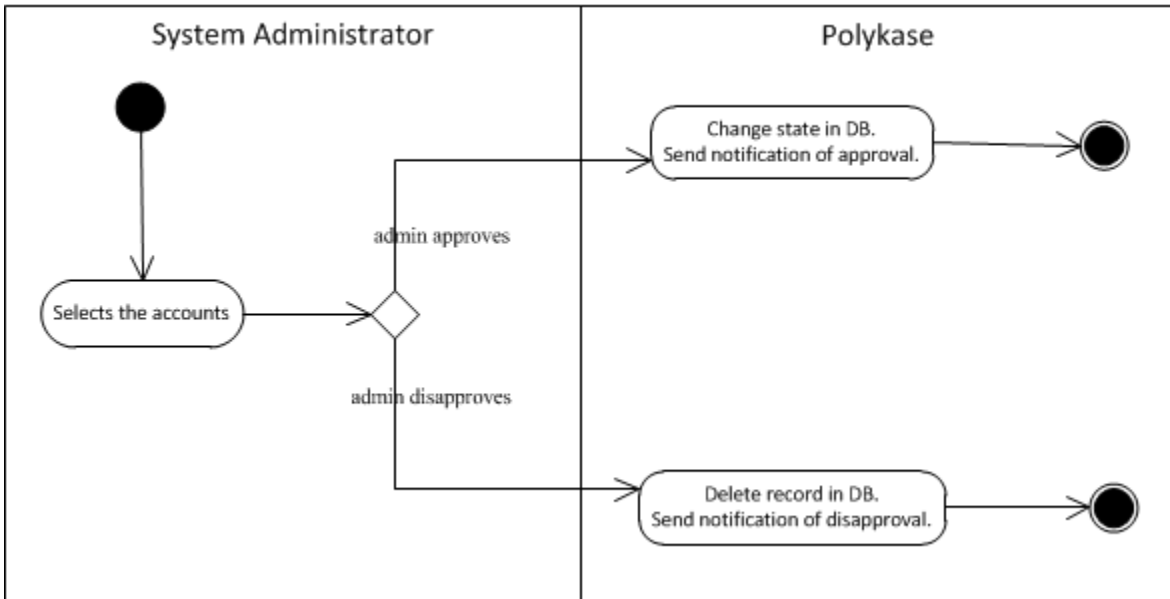 System Administrator
Polykase
Change state in DB.
Send notification of approval.
admin approves
Selects the accounts
admin disapproves
Delete record in DB.
Send notification of disapproval.